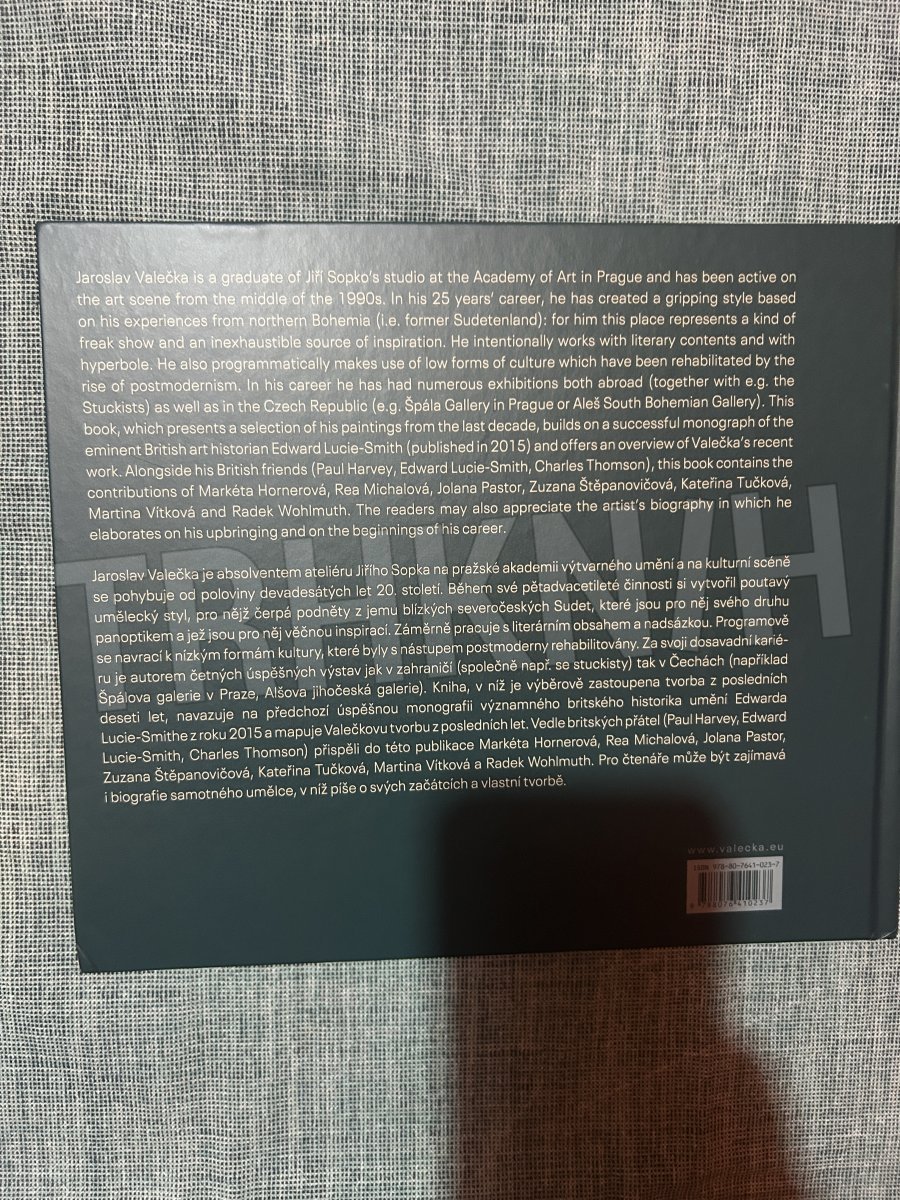 Jaroslav Valečka is a graduate of Jiří Sopko's studio at the Academy of Art in Prague and has been active on
the art scene from the middle of the 1990s. In his 25 years' career, he has created a gripping style based
on his experiences from northern Bohemia (i.e. former Sudetenland): for him this place represents a kind of
freak show and an inexhaustible source of inspiration. He intentionally works with literary contents and with
hyperbole. He also programmatically makes use of low forms of culture which have been rehabilitated by the
rise of postmodernism. In his career he has had numerous exhibitions both abroad (together with e.g. the
Stuckists) as well as in the Czech Republic (e.g. Špála Gallery in Prague or Aleš South Bohemian Gallery). This
book, which presents a selection of his paintings from the last decade, builds on a successful monograph of the
eminent British art historian Edward Lucie-Smith (published in 2015) and offers an overview of Valečka's recent
work. Alongside his British friends (Paul Harvey, Edward Lucie-Smith, Charles Thomson), this book contains the
contributions of Markéta Hornerová, Rea Michalová, Jolana Pastor, Zuzana Štěpanovičová, Kateřina Tučková,
Martina Vítková and Radek Wohlmuth. The readers may also appreciate the artist's biography in which he
elaborates on his upbringing and on the beginnings of his career.
Jaroslav Valečka je absolventem ateliéru Jiřího Sopka na pražské akademii výtvarného umění a na kulturní scéně
se pohybuje od poloviny devadesátých let 20. století. Během své pětadvacetileté činnosti si vytvořil poutavý
umělecký styl, pro nějž čerpá podněty z jemu blízkých severočeských Sudet, které jsou pro něj svého druhu
panoptikem a jež jsou pro něj věčnou inspirací. Záměrně pracuje s literárním obsahem a nadsázkou. Programově
se navrací k nízkým formám kultury, které byly s nástupem postmoderny rehabilitovány. Za svoji dosavadní karié-
ru je autorem četných úspěšných výstav jak v zahraničí (společně např. se stuckisty) tak v Čechách (například
Špálova galerie v Praze, Alšova jihočeská galerie). Kniha, v níž je výběrově zastoupena tvorba z posledních
deseti let, navazuje na předchozí úspěšnou monografii významného britského historika umění Edwarda
Lucie-Smithe z roku 2015 a mapuje Valečkovu tvorbu z posledních let. Vedle britských přátel (Paul Harvey, Edward
Lucie-Smith, Charles Thomson) přispěli do této publikace Markéta Hornerová, Rea Michalová, Jolana Pastor,
Zuzana Štěpanovičová, Kateřina Tučková, Martina Vítková a Radek Wohlmuth. Pro čtenáře může být zajímavá
i biografie samotného umělce, v níž píše o svých začátcích a vlastní tvorbě.
TRHKNIH
www.valecka.eu
ISBN 978-80-7641-023-7
9 788076 410237